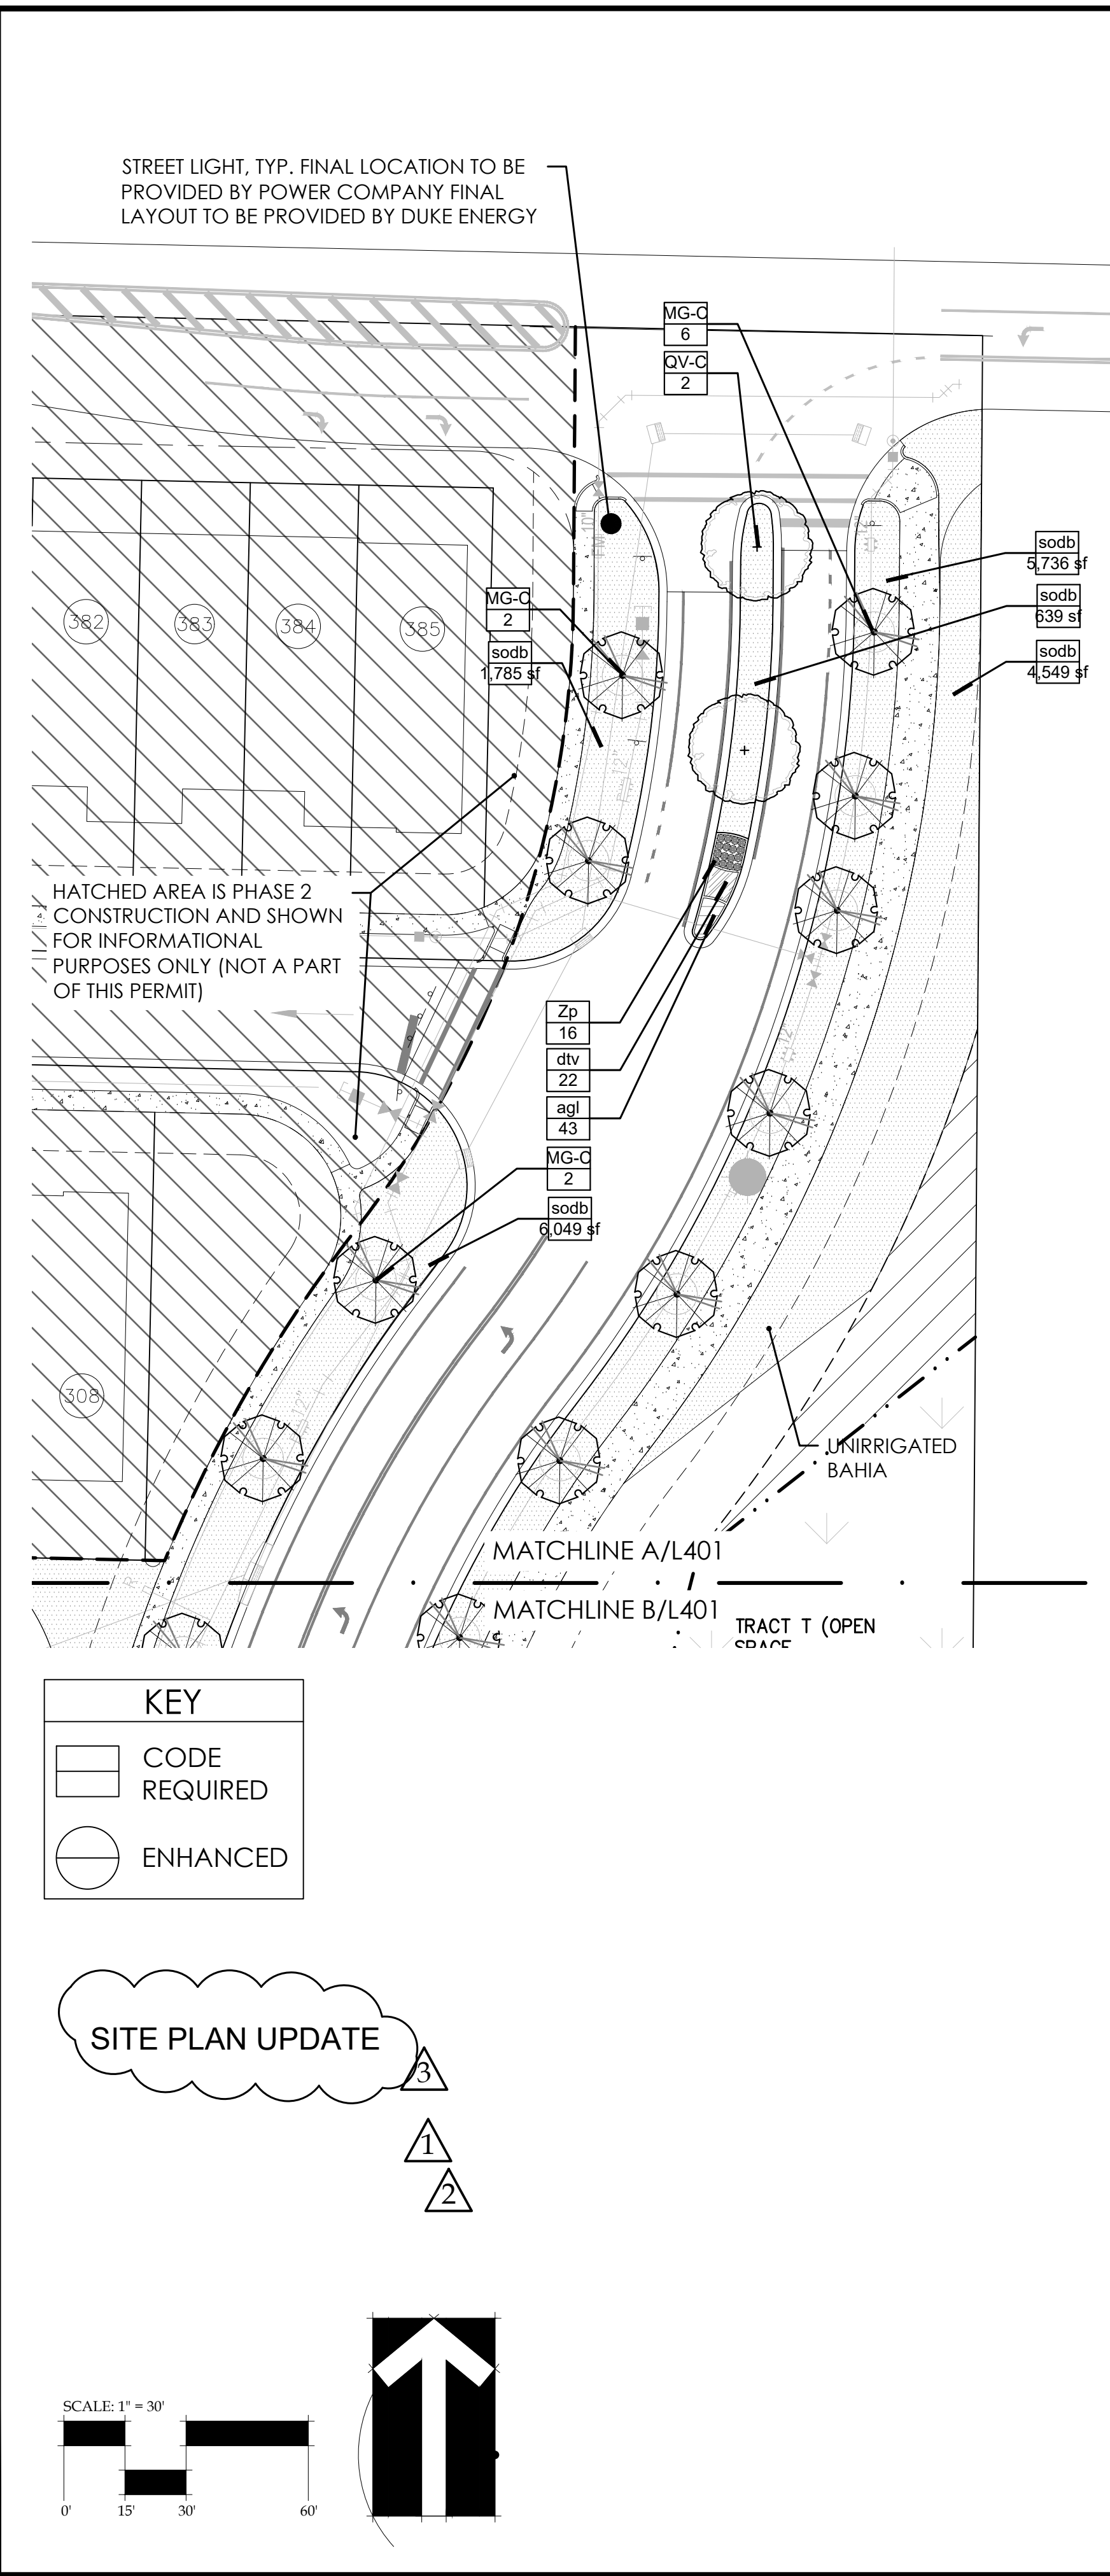 STREET LIGHT, TYP. FINAL LOCATION TO BE
PROVIDED BY POWER COMPANY FINAL
LAYOUT TO BE PROVIDED BY DUKE ENERGY
MG-C
6
QV-C
2
sodb
5,736 sf
sodb
639 sf
sodb
4,549 sf
MG-C
2
sodb
1,785 sf
382
383
384
385
HATCHED AREA IS PHASE 2
CONSTRUCTION AND SHOWN
FOR INFORMATIONAL
PURPOSES ONLY (NOT A PART
OF THIS PERMIT)
Zp
16
dtv
22
agl
43
MG-C
2
sodb
6,049 sf
308
UNIRRIGATED
BAHIA
MATCHLINE A/L401
MATCHLINE B/L401
TRACT T (OPEN
SPACE
KEY
CODE
REQUIRED
ENHANCED
SITE PLAN UPDATE
3
1
2
SCALE: 1" = 30'
0'
15'
30'
60'